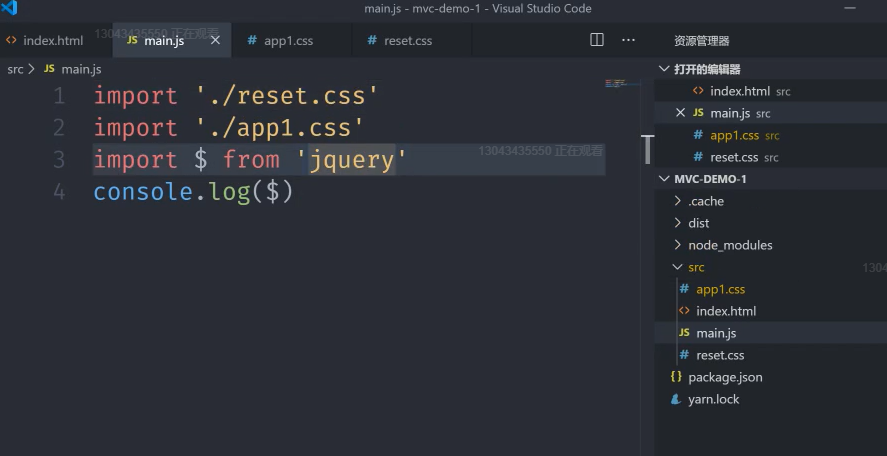 main.js - mvc-demo-1 - Visual Studio Code
index.html
main.js
app1.css
reset.css
资源管理器
13043435550 正在观看
src > JS main.js
1 import './reset.css'
2 import './app1.css'
3 import $ from 'jquery'
4 console.log($)
13043435550 正在观看
打开的编辑器
index.html src
JS main.js src
# app1.css src
# reset.css src
MVC-DEMO-1
.cache
dist
node_modules
src
1304
# app1.css
index.html
JS main.js
# reset.css
{} package.json
yarn.lock